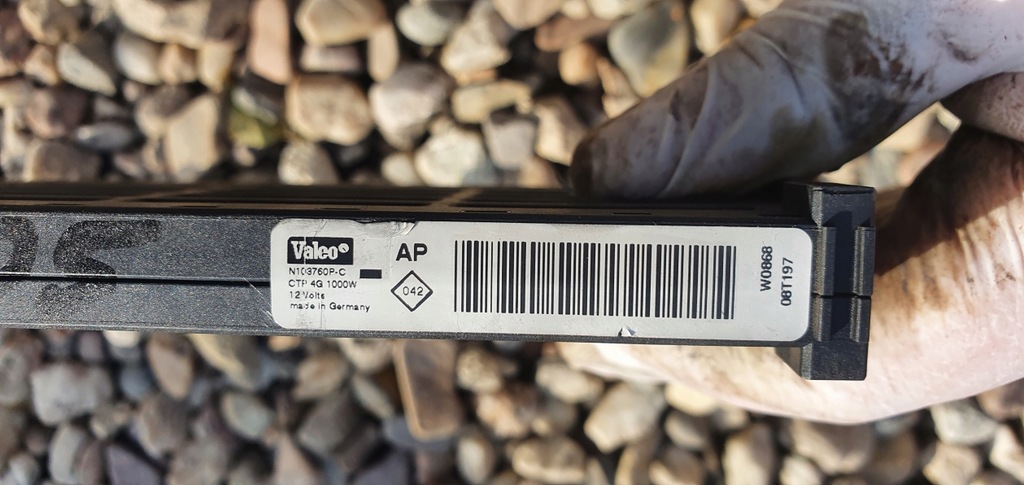 Valeo
N103760P-C
CTP 4G 1000W
12 Volts
made in Germany
AP
042
W0868
08T197